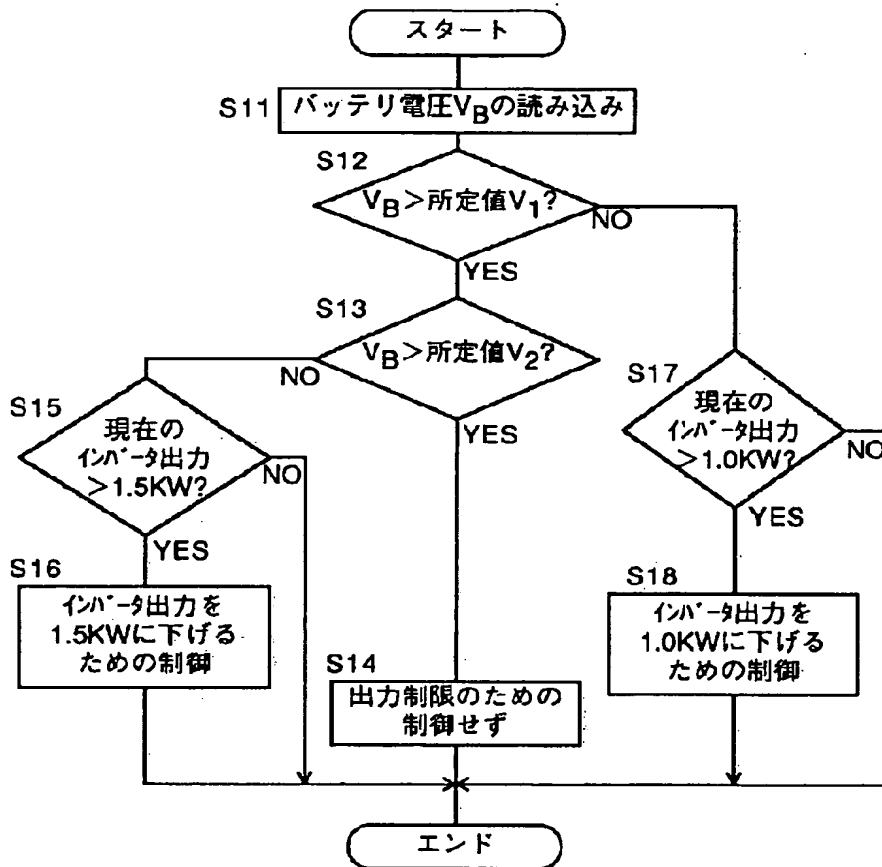 スタート
S11
バッテリ電圧VBの読み込み
S12
VB＞所定値V1?
NO
YES
S13
VB＞所定値V2?
NO
YES
S15
現在の
ｲﾝﾊﾞｰﾀ出力
＞1.5KW?
NO
YES
S16
ｲﾝﾊﾞｰﾀ出力を
1.5KWに下げる
ための制御
S14
出力制限のための
制御せず
S17
現在の
ｲﾝﾊﾞｰﾀ出力
＞1.0KW?
NO
YES
S18
ｲﾝﾊﾞｰﾀ出力を
1.0KWに下げる
ための制御
エンド